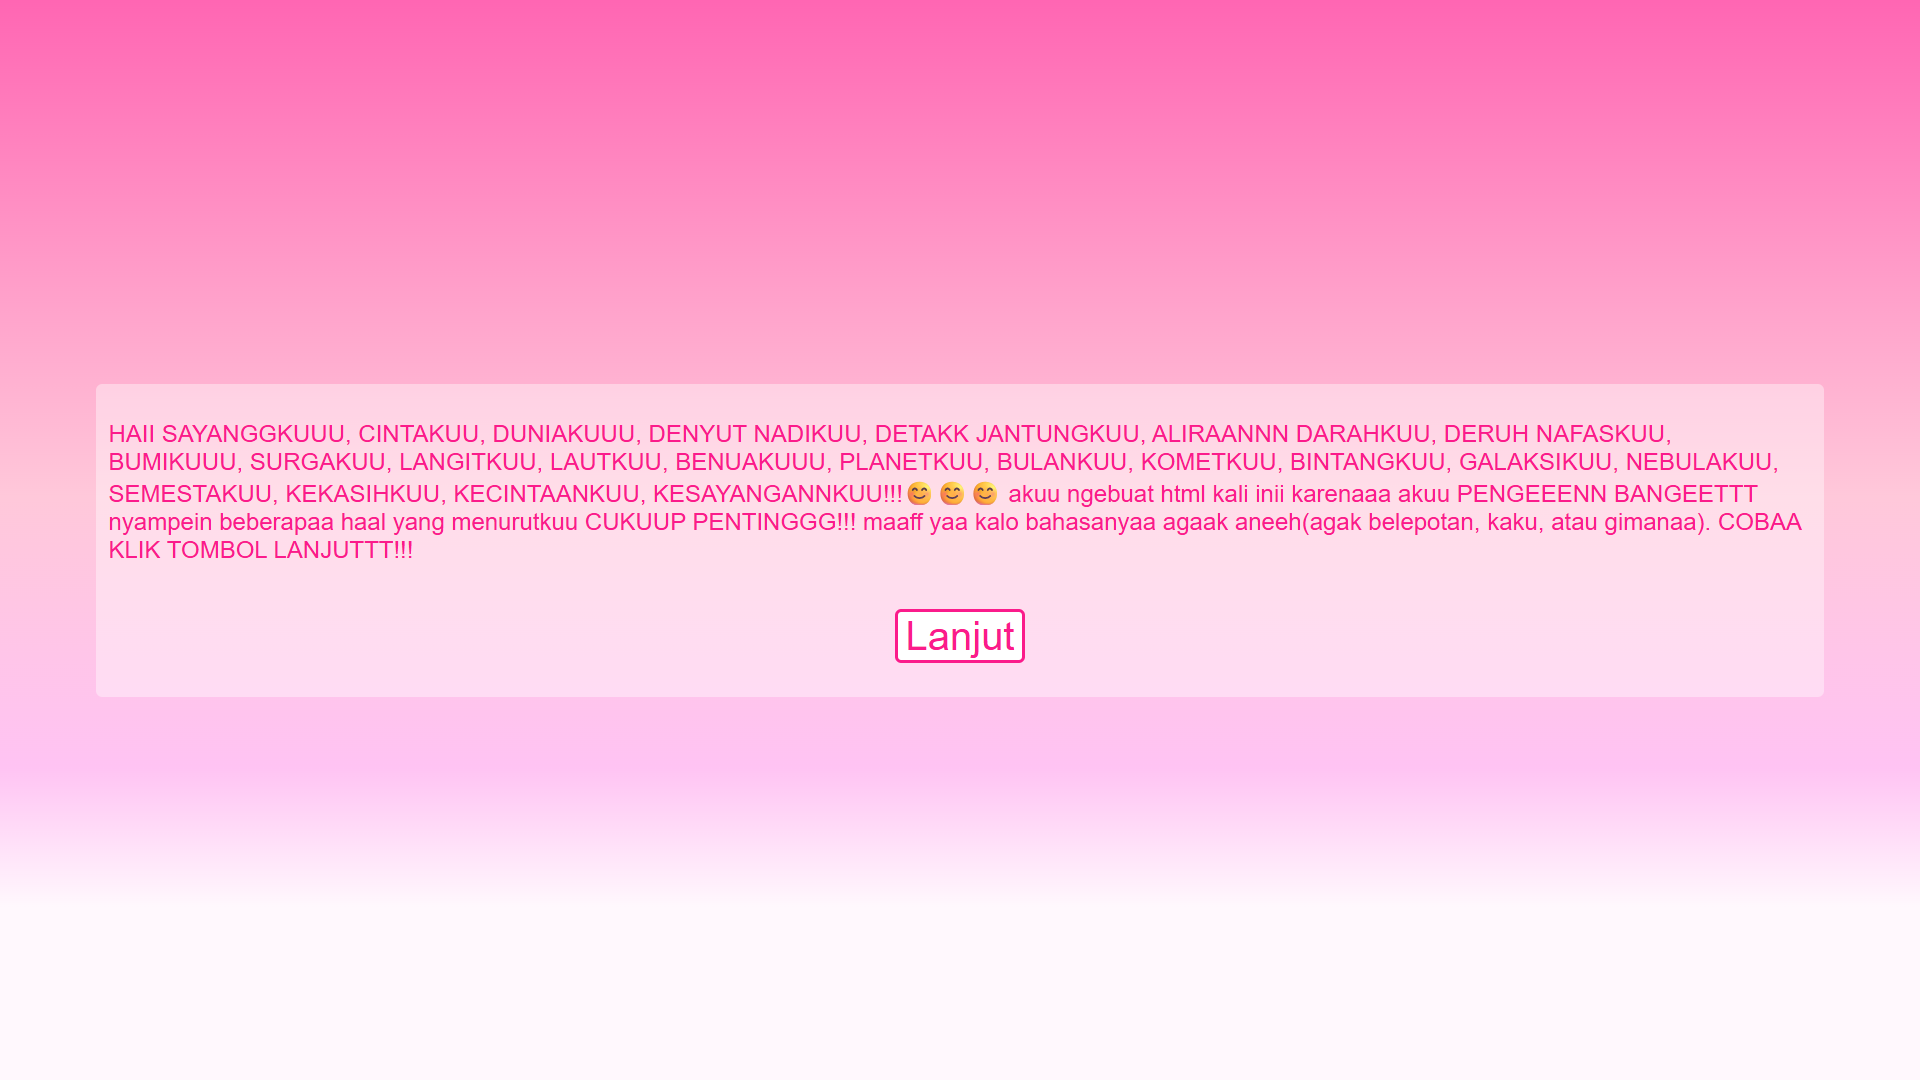 HAII SAYANGGKUUU, CINTAKUU, DUNIAKUUU, DENYUT NADIKUU, DETAKK JANTUNGKUU, ALIRAANNN DARAHKUU, DERUH NAFASKUU,
BUMIKUUU, SURGAKUU, LANGITKUU, LAUTKUU, BENUAKUUU, PLANETKUU, BULANKUU, KOMETKUU, BINTANGKUU, GALAKSIKUU, NEBULAKUU,
SEMESTAKUU, KEKASIHKUU, KECINTAANKUU, KESAYANGANNKUU!!!😊 😊 😊 akuu ngebuat html kali inii karenaaa akuu PENGEEENN BANGEETTT
nyampein beberapaa haal yang menurutkuu CUKUUP PENTINGGG!!! maaff yaa kalo bahasanyaa agaak aneeh(agak belepotan, kaku, atau gimanaa). COBAA
KLIK TOMBOL LANJUTTT!!!
Lanjut